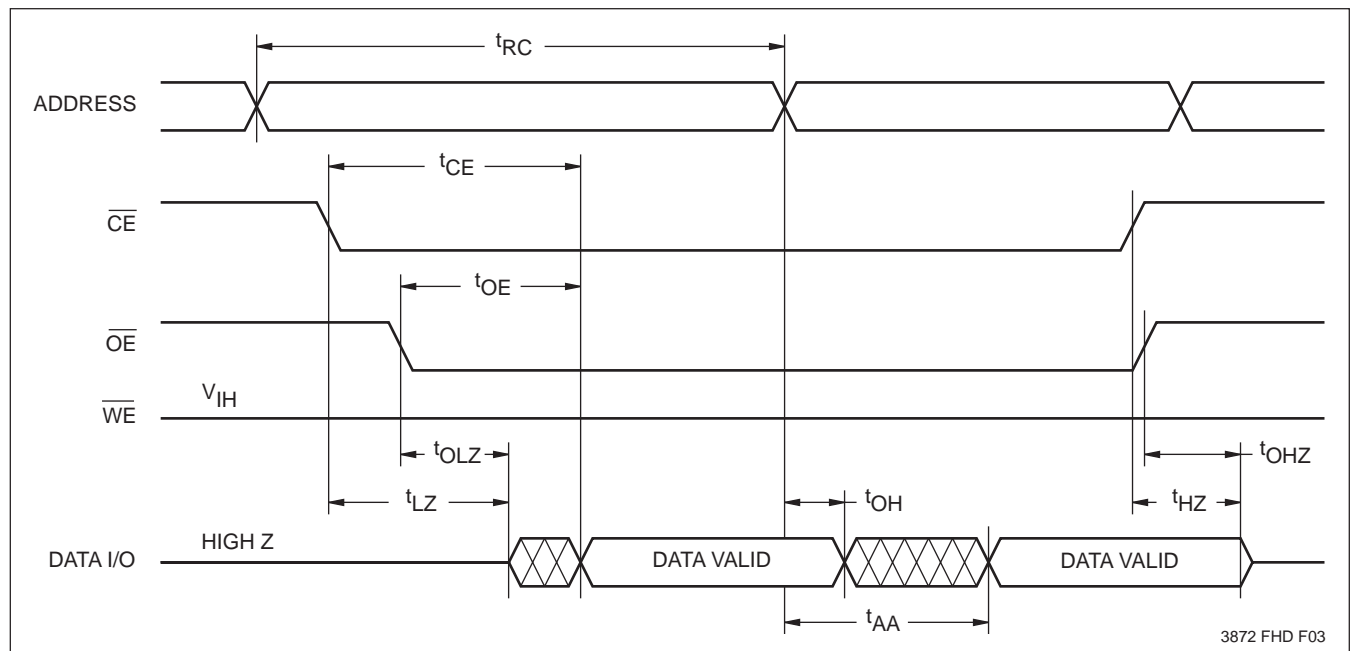 tRC
ADDRESS
tCE
CE
tOE
OE
VIH
WE
tOLZ
tOHZ
tLZ
tOH
tHZ
HIGH Z
DATA I/O
DATA VALID
DATA VALID
tAA
3872 FHD F03